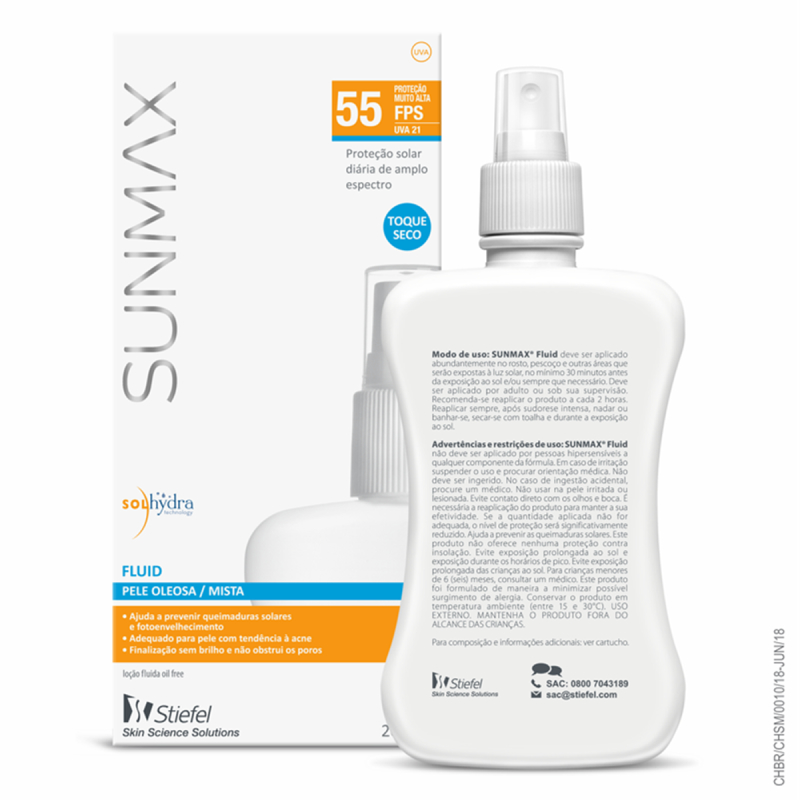 SUNMAX
UVA
55
PROTEÇÃO
MUITO ALTA
FPS
UVA 21
Proteção solar
diária de amplo
espectro
TOQUE
SECO
solhydra
technology
FLUID
PELE OLEOSA / MISTA
• Ajuda a prevenir queimaduras solares
e fotoenvelhecimento
• Adequado para pele com tendência à acne
• Finalização sem brilho e não obstrui os poros
loção fluida oil free
Stiefel
Skin Science Solutions
2
Modo de uso: SUNMAX® Fluid deve ser aplicado
abundantemente no rosto, pescoço e outras áreas que
serão expostas à luz solar, no mínimo 30 minutos antes
da exposição ao sol e/ou sempre que necessário. Deve
ser aplicado por adulto ou sob sua supervisão.
Recomenda-se reaplicar o produto a cada 2 horas.
Reaplicar sempre, após sudorese intensa, nadar ou
banhar-se, secar-se com toalha e durante a exposição
ao sol.
Advertências e restrições de uso: SUNMAX® Fluid
não deve ser aplicado por pessoas hipersensíveis a
qualquer componente da fórmula. Em caso de irritação
suspender o uso e procurar orientação médica. Não
deve ser ingerido. No caso de ingestão acidental,
procure um médico. Não usar na pele irritada ou
lesionada. Evite contato direto com os olhos e boca. É
necessária a reaplicação do produto para manter a sua
efetividade. Se a quantidade aplicada não for
adequada, o nível de proteção será significativamente
reduzido. Ajuda a prevenir as queimaduras solares. Este
produto não oferece nenhuma proteção contra
insolação. Evite exposição prolongada ao sol e
exposição durante os horários de pico. Evite exposição
prolongada das crianças ao sol. Para crianças menores
de 6 (seis) meses, consultar um médico. Este produto
foi formulado de maneira a minimizar possível
surgimento de alergia. Conservar o produto em
temperatura ambiente (entre 15 e 30°C). USO
EXTERNO. MANTENHA O PRODUTO FORA DO
ALCANCE DAS CRIANÇAS.
Para composição e informações adicionais: ver cartucho.
Stiefel
Skin Science Solutions
SAC: 0800 7043189
sac@stiefel.com
CHBR/CHSM/0010/18-JUN/18